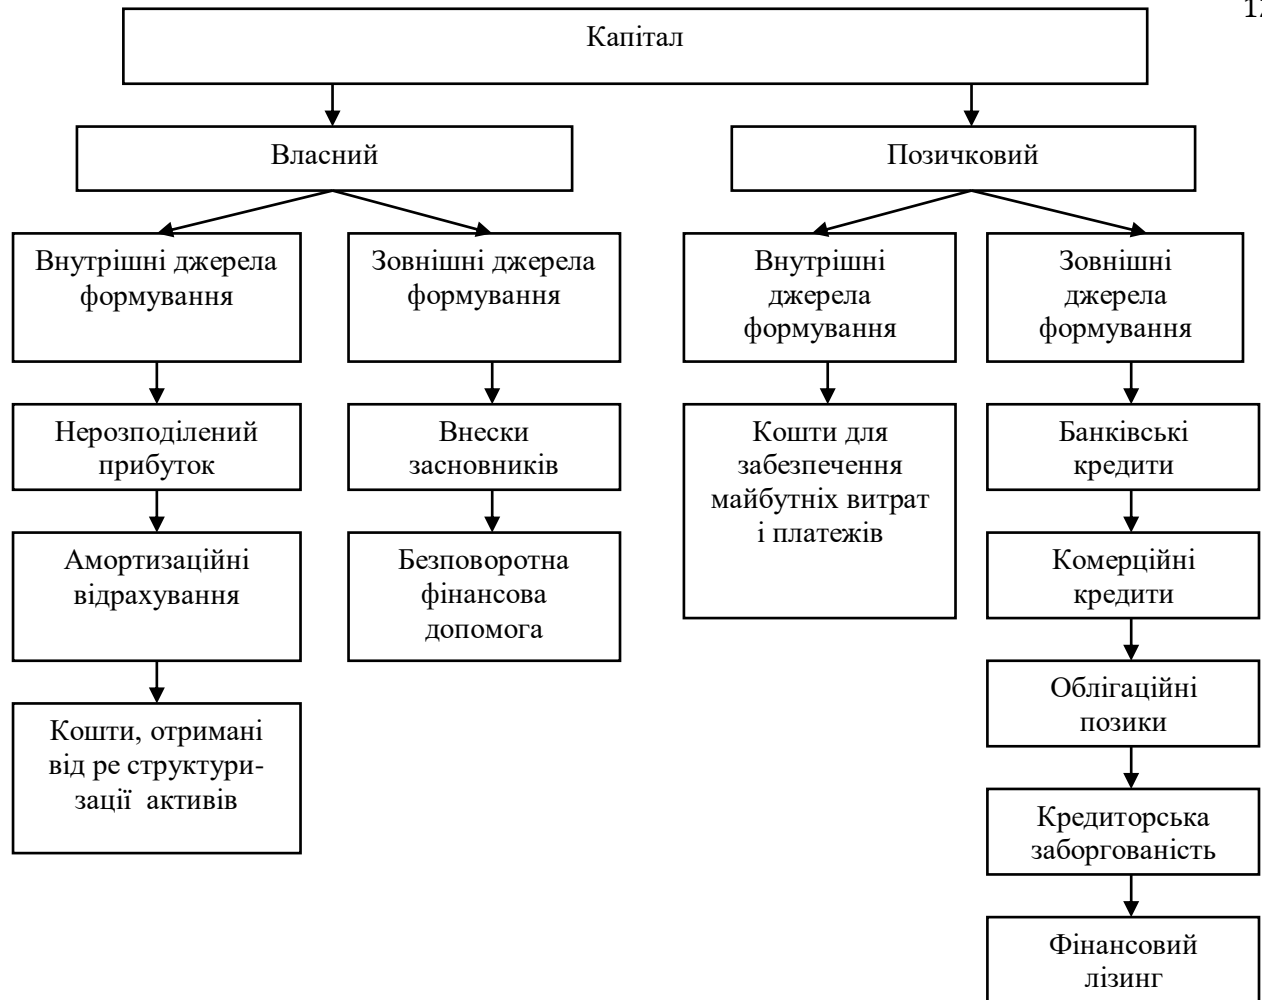 Капітал
Власний
Позичковий
Внутрішні джерела
формування
Зовнішні джерела
формування
Внутрішні
джерела
формування
Зовнішні
джерела
формування
Нерозподілений
прибуток
Внески
засновників
Кошти для
забезпечення
майбутніх витрат
і платежів
Банківські
кредити
Амортизаційні
відрахування
Безповоротна
фінансова
допомога
Комерційні
кредити
Кошти, отримані
від ре структури-
зації  активів
Облігаційні
позики
Кредиторська
заборгованість
Фінансовий
лізинг